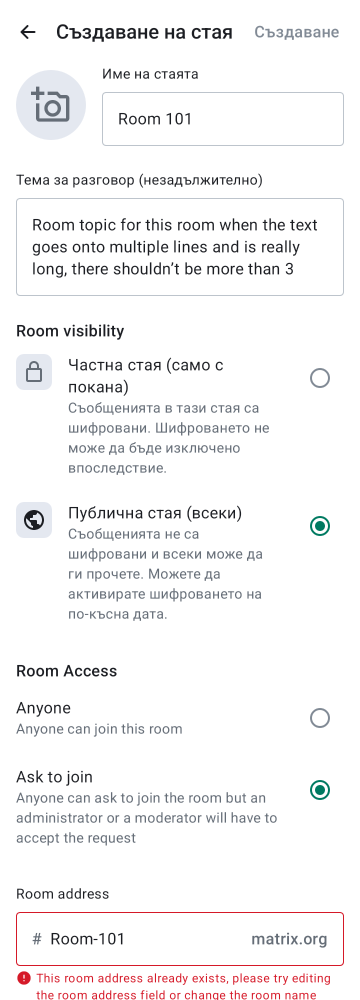 Създаване на стая Създаване
Име на стаята
Room 101
Тема за разговор (незадължително)
Room topic for this room when the text
goes onto multiple lines and is really
long, there shouldn’t be more than 3
Room visibility
Частна стая (само с
покана)
Съобщенията в тази стая са
шифровани. Шифроването не
може да бъде изключено
впоследствие.
Публична стая (всеки)
Съобщенията не са
шифровани и всеки може да
ги прочете. Можете да
активирате шифроването на
по-късна дата.
Room Access
Anyone
Anyone can join this room
Ask to join
Anyone can ask to join the room but an
administrator or a moderator will have to
accept the request
Room address
# Room-101 matrix.org
This room address already exists, please try editing
the room address field or change the room name